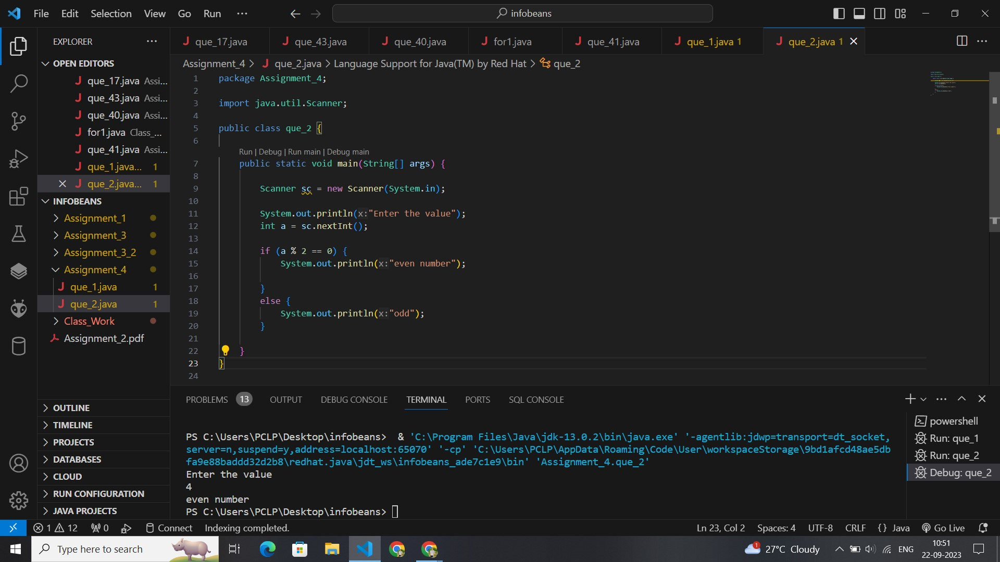 File Edit Selection View Go Run ···
infobeans
EXPLORER ···
que_17.java que_43.java que_40.java for1.java que_41.java que_1.java 1 que_2.java 1
OPEN EDITORS
que_17.java Assi...
que_43.java Assi...
que_40.java Assi...
for1.java Class_...
que_41.java Assi...
que_1.java... 1
que_2.java... 1
INFOBEANS
Assignment_1
Assignment_3
Assignment_3_2
Assignment_4
que_1.java 1
que_2.java 1
Class_Work
Assignment_2.pdf
OUTLINE
TIMELINE
PROJECTS
DATABASES
CLOUD
RUN CONFIGURATION
JAVA PROJECTS
Assignment_4 > que_2.java > Language Support for Java(TM) by Red Hat > que_2
1 package Assignment_4;
2
3 import java.util.Scanner;
4
5 public class que_2 {
6
Run | Debug | Run main | Debug main
7 public static void main(String[] args) {
8
9 Scanner sc = new Scanner(System.in);
10
11 System.out.println(x:"Enter the value");
12 int a = sc.nextInt();
13
14 if (a % 2 == 0) {
15 System.out.println(x:"even number");
16
17 }
18 else {
19 System.out.println(x:"odd");
20 }
21
22 }
23 }
24
PROBLEMS 13 OUTPUT DEBUG CONSOLE TERMINAL PORTS SQL CONSOLE
PS C:\Users\PCLP\Desktop\infobeans>  & 'C:\Program Files\Java\jdk-13.0.2\bin\java.exe' '-agentlib:jdwp=transport=dt_socket,
server=n,suspend=y,address=localhost:65070' '-cp' 'C:\Users\PCLP\AppData\Roaming\Code\User\workspaceStorage\9bd1afcd48ae5db
fa9e88baddd32d2b8\redhat.java\jdt_ws\infobeans_ade7c1e9\bin' 'Assignment_4.que_2'
Enter the value
4
even number
PS C:\Users\PCLP\Desktop\infobeans>
powershell
Run: que_1
Run: que_2
Debug: que_2
1 12 0 Connect Indexing completed. Ln 23, Col 2 Spaces: 4 UTF-8 CRLF {} Java Go Live
Type here to search
1 27°C Cloudy ENG
10:51
22-09-2023